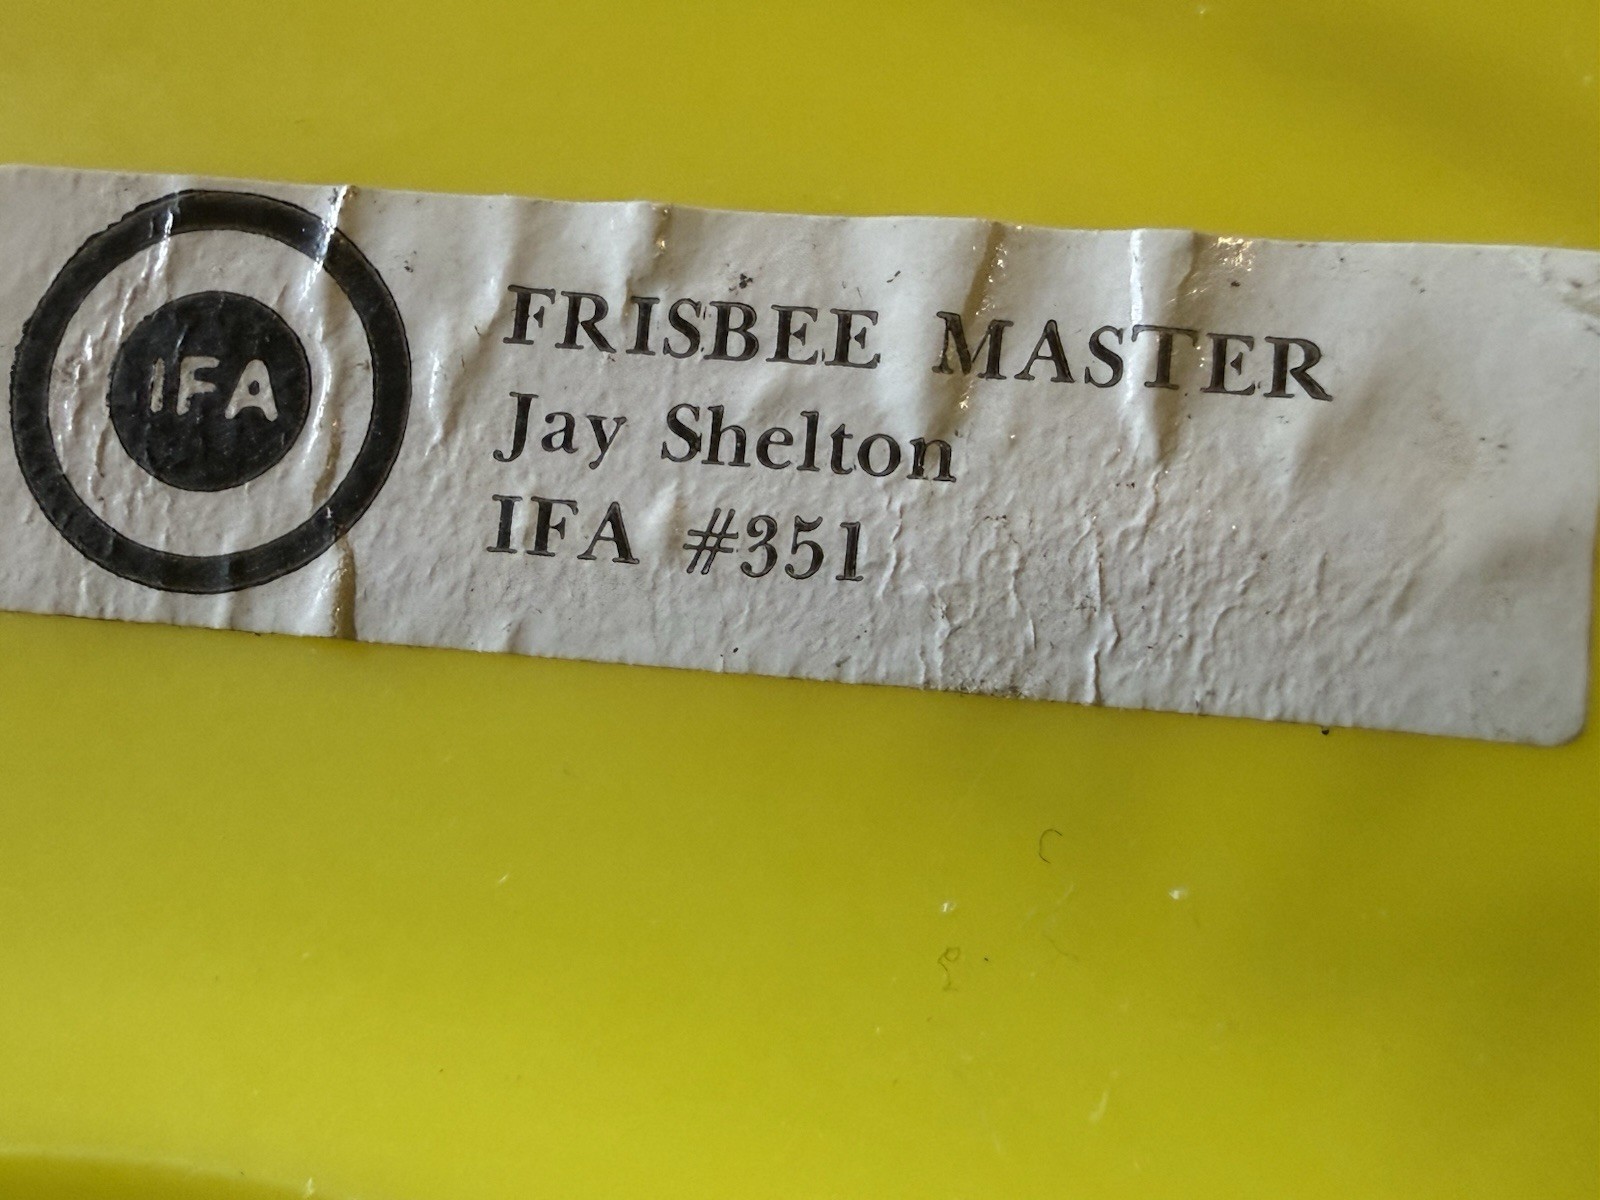 IFA
FRISBEE MASTER
Jay Shelton
IFA #351